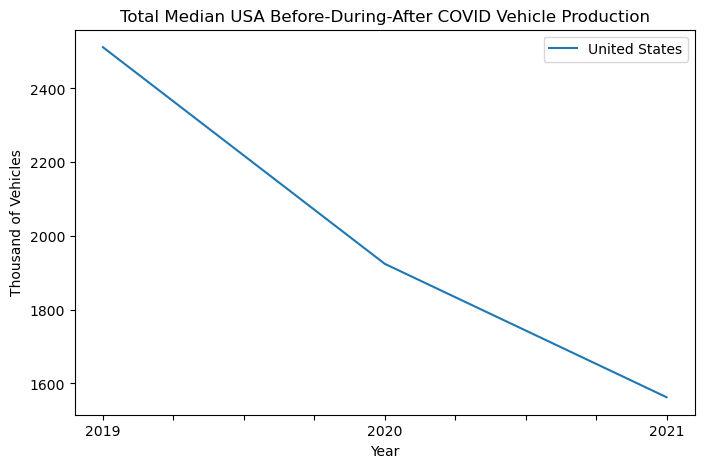 Total Median USA Before-During-After COVID Vehicle Production
United States
Thousand of Vehicles
2400
2200
2000
1800
1600
2019
2020
2021
Year